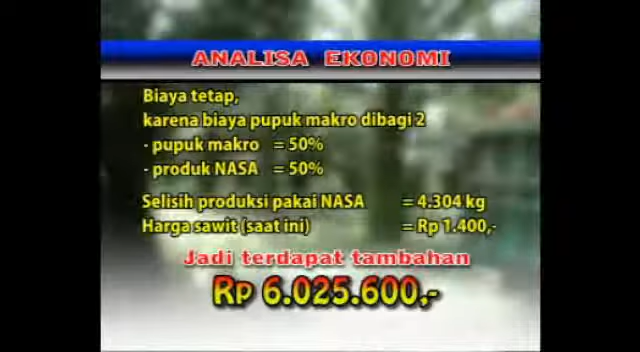 ANALISA EKONOMI
Biaya tetap,
karena biaya pupuk makro dibagi 2
- pupuk makro = 50%
- produk NASA = 50%
Selisih produksi pakai NASA = 4.304 kg
Harga sawit (saat ini) = Rp 1.400,-
Jadi terdapat tambahan
Rp 6.025.600,-